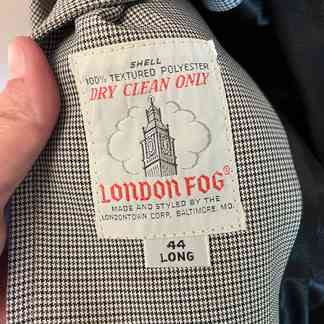 SHELL
100% TEXTURED POLYESTER
DRY CLEAN ONLY
LONDON FOG®
MADE AND STYLED BY THE
LONDONTOWN CORP. BALTIMORE, MD.
44
LONG